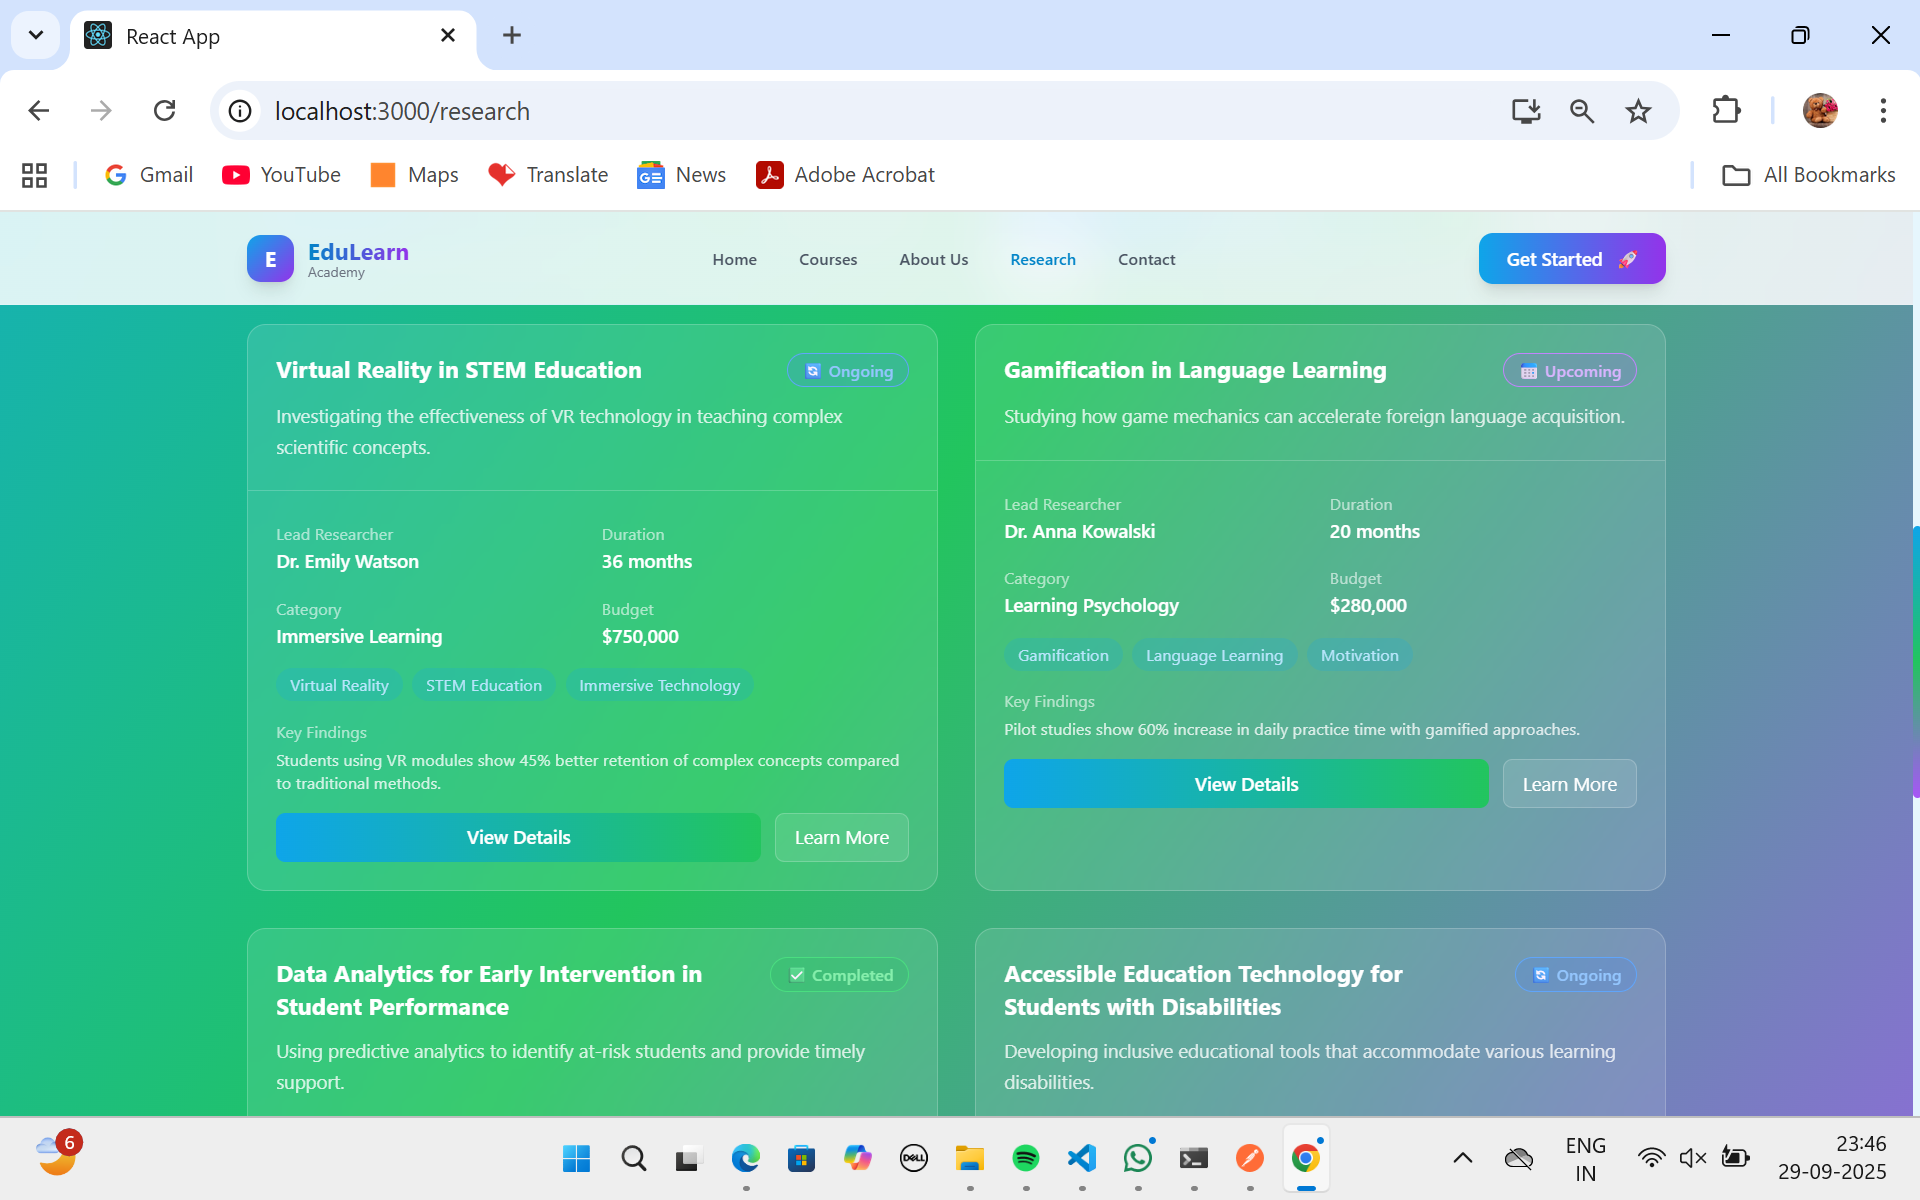 React App
localhost:3000/research
Gmail
YouTube
Maps
Translate
News
Adobe Acrobat
All Bookmarks
E
EduLearn
Academy
Home
Courses
About Us
Research
Contact
Get Started
Virtual Reality in STEM Education
Ongoing
Investigating the effectiveness of VR technology in teaching complex
scientific concepts.
Lead Researcher
Duration
Dr. Emily Watson
36 months
Category
Budget
Immersive Learning
$750,000
Virtual Reality
STEM Education
Immersive Technology
Key Findings
Students using VR modules show 45% better retention of complex concepts compared
to traditional methods.
View Details
Learn More
Gamification in Language Learning
Upcoming
Studying how game mechanics can accelerate foreign language acquisition.
Lead Researcher
Duration
Dr. Anna Kowalski
20 months
Category
Budget
Learning Psychology
$280,000
Gamification
Language Learning
Motivation
Key Findings
Pilot studies show 60% increase in daily practice time with gamified approaches.
View Details
Learn More
Data Analytics for Early Intervention in
Student Performance
Completed
Using predictive analytics to identify at-risk students and provide timely
support.
Accessible Education Technology for
Students with Disabilities
Ongoing
Developing inclusive educational tools that accommodate various learning
disabilities.
6
DELL
ENG
IN
23:46
29-09-2025